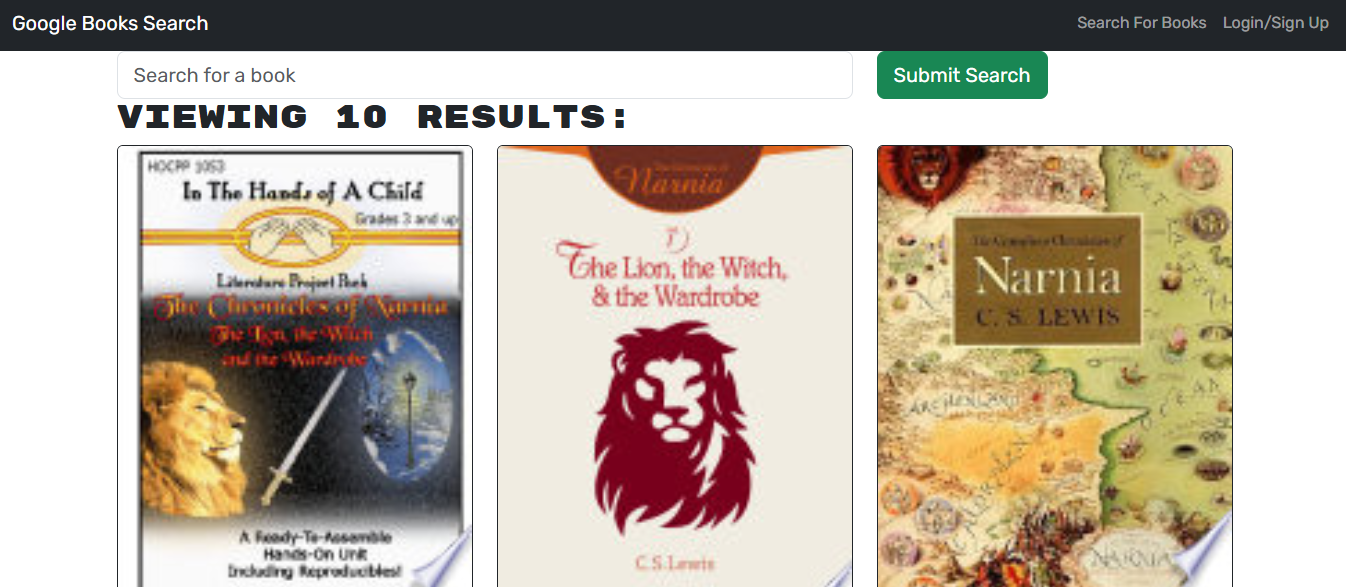 Google Books Search
Search For Books
Login/Sign Up
Search for a book
Submit Search
VIEWING 10 RESULTS:
HOCPP 1053
In The Hands of A Child
Grades 3 and up
Literature Project Pack
The Chronicles of Narnia
The Lion, the Witch
and the Wardrobe
A Ready-To-Assemble
Hands-On Unit
Including Reproducibles!
Narnia
The Lion, the Witch,
& the Wardrobe
C.S.Lewis
The Complete Chronicles of
Narnia
C. S. LEWIS
ARCHENLAND
NARNIA